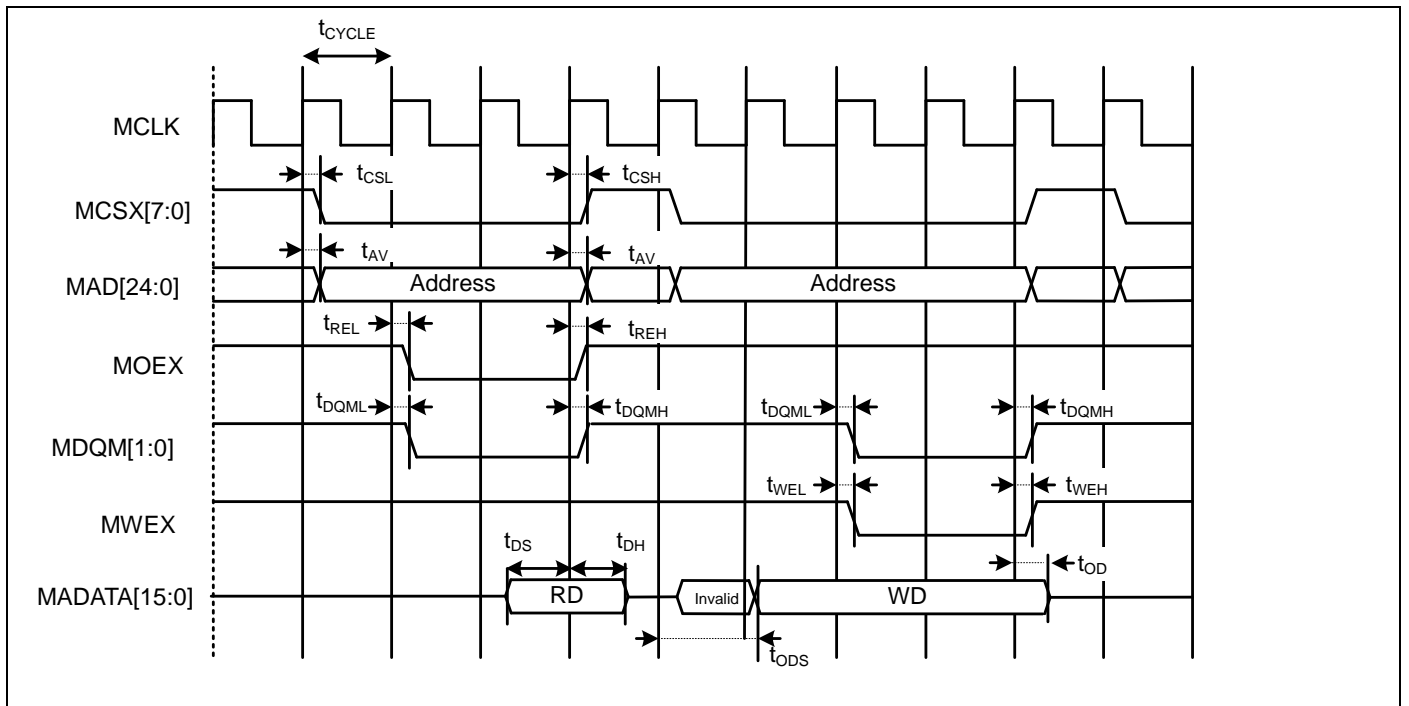 tCYCLE
MCLK
tCSL tCSH
MCSX[7:0]
tAV tAV
MAD[24:0] Address Address
tREL tREH
MOEX
tDQML tDQMH tDQML tDQMH
MDQM[1:0]
tWEL tWEH
MWEX
tDS tDH
tOD
MADATA[15:0] RD Invalid WD
tODS